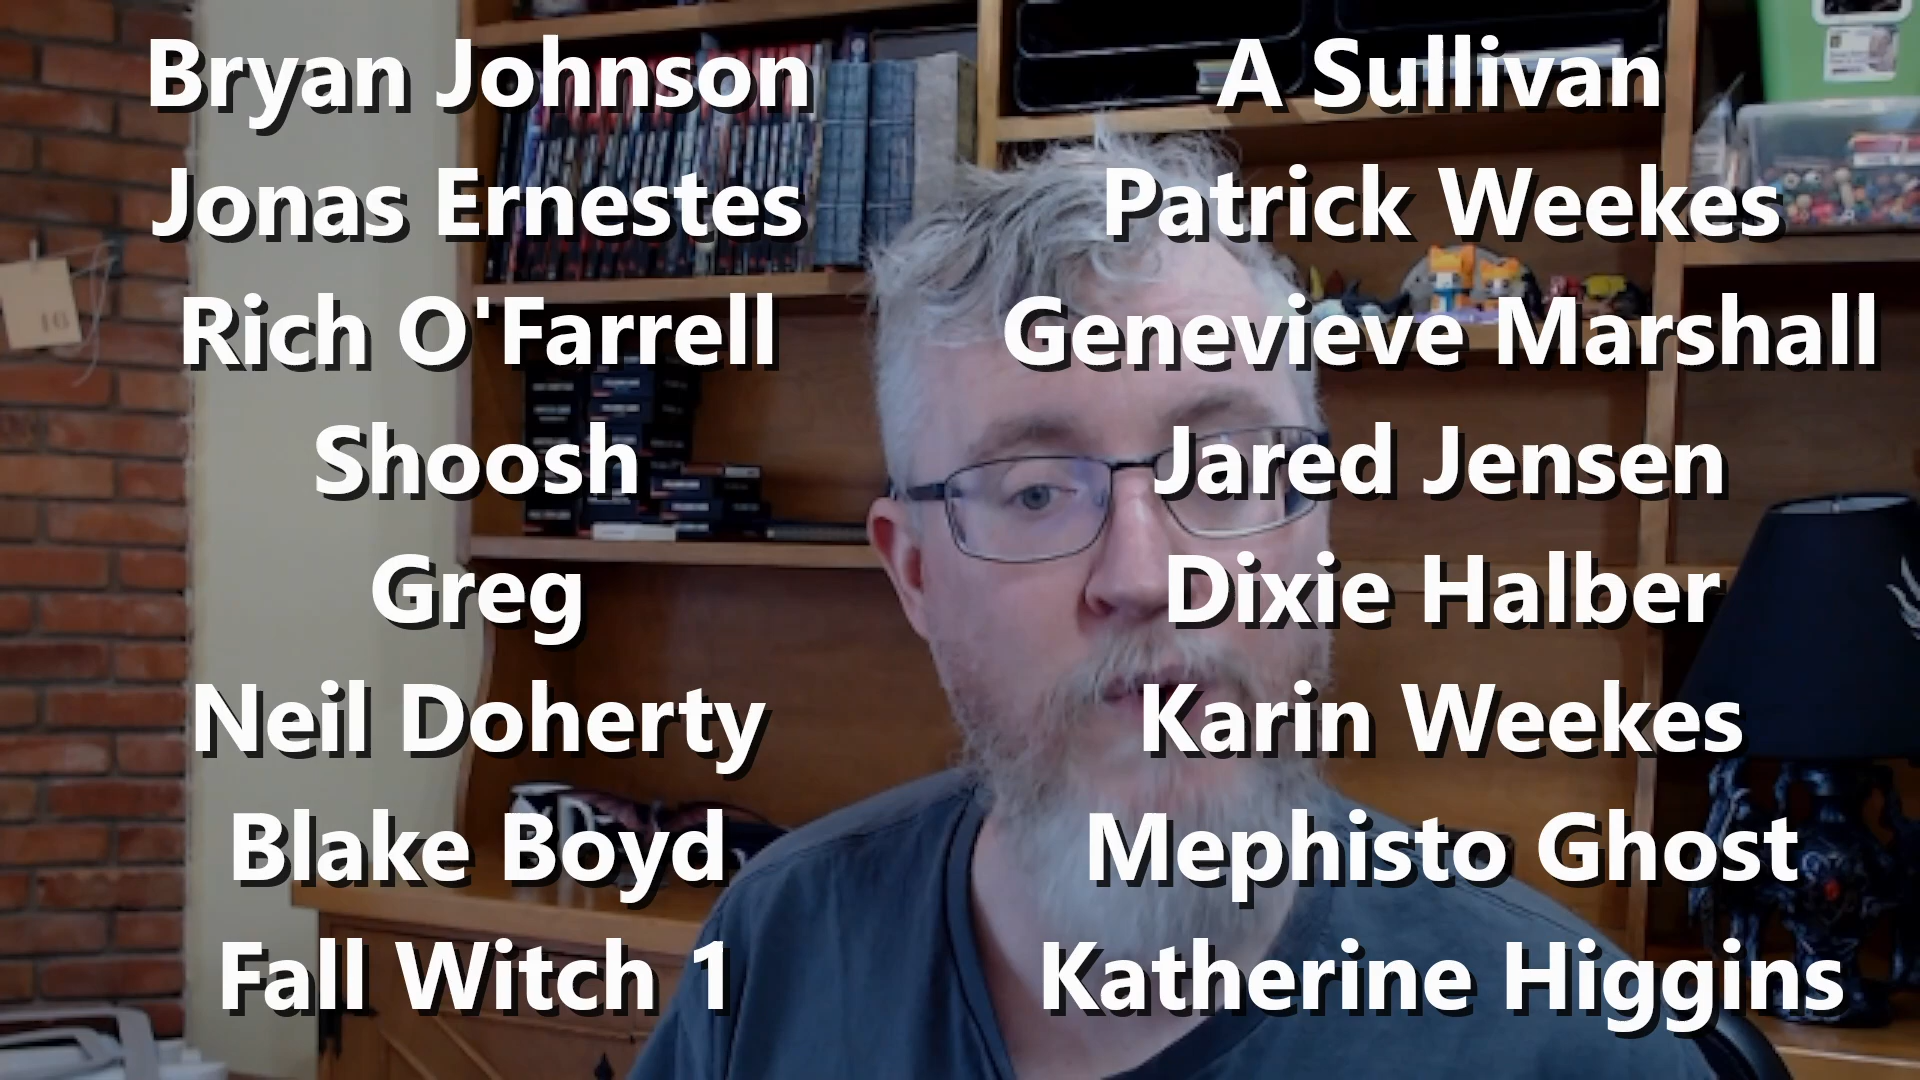 Bryan Johnson
Jonas Ernestes
Rich O'Farrell
Shoosh
Greg
Neil Doherty
Blake Boyd
Fall Witch 1
A Sullivan
Patrick Weekes
Genevieve Marshall
Jared Jensen
Dixie Halber
Karin Weekes
Mephisto Ghost
Katherine Higgins
16